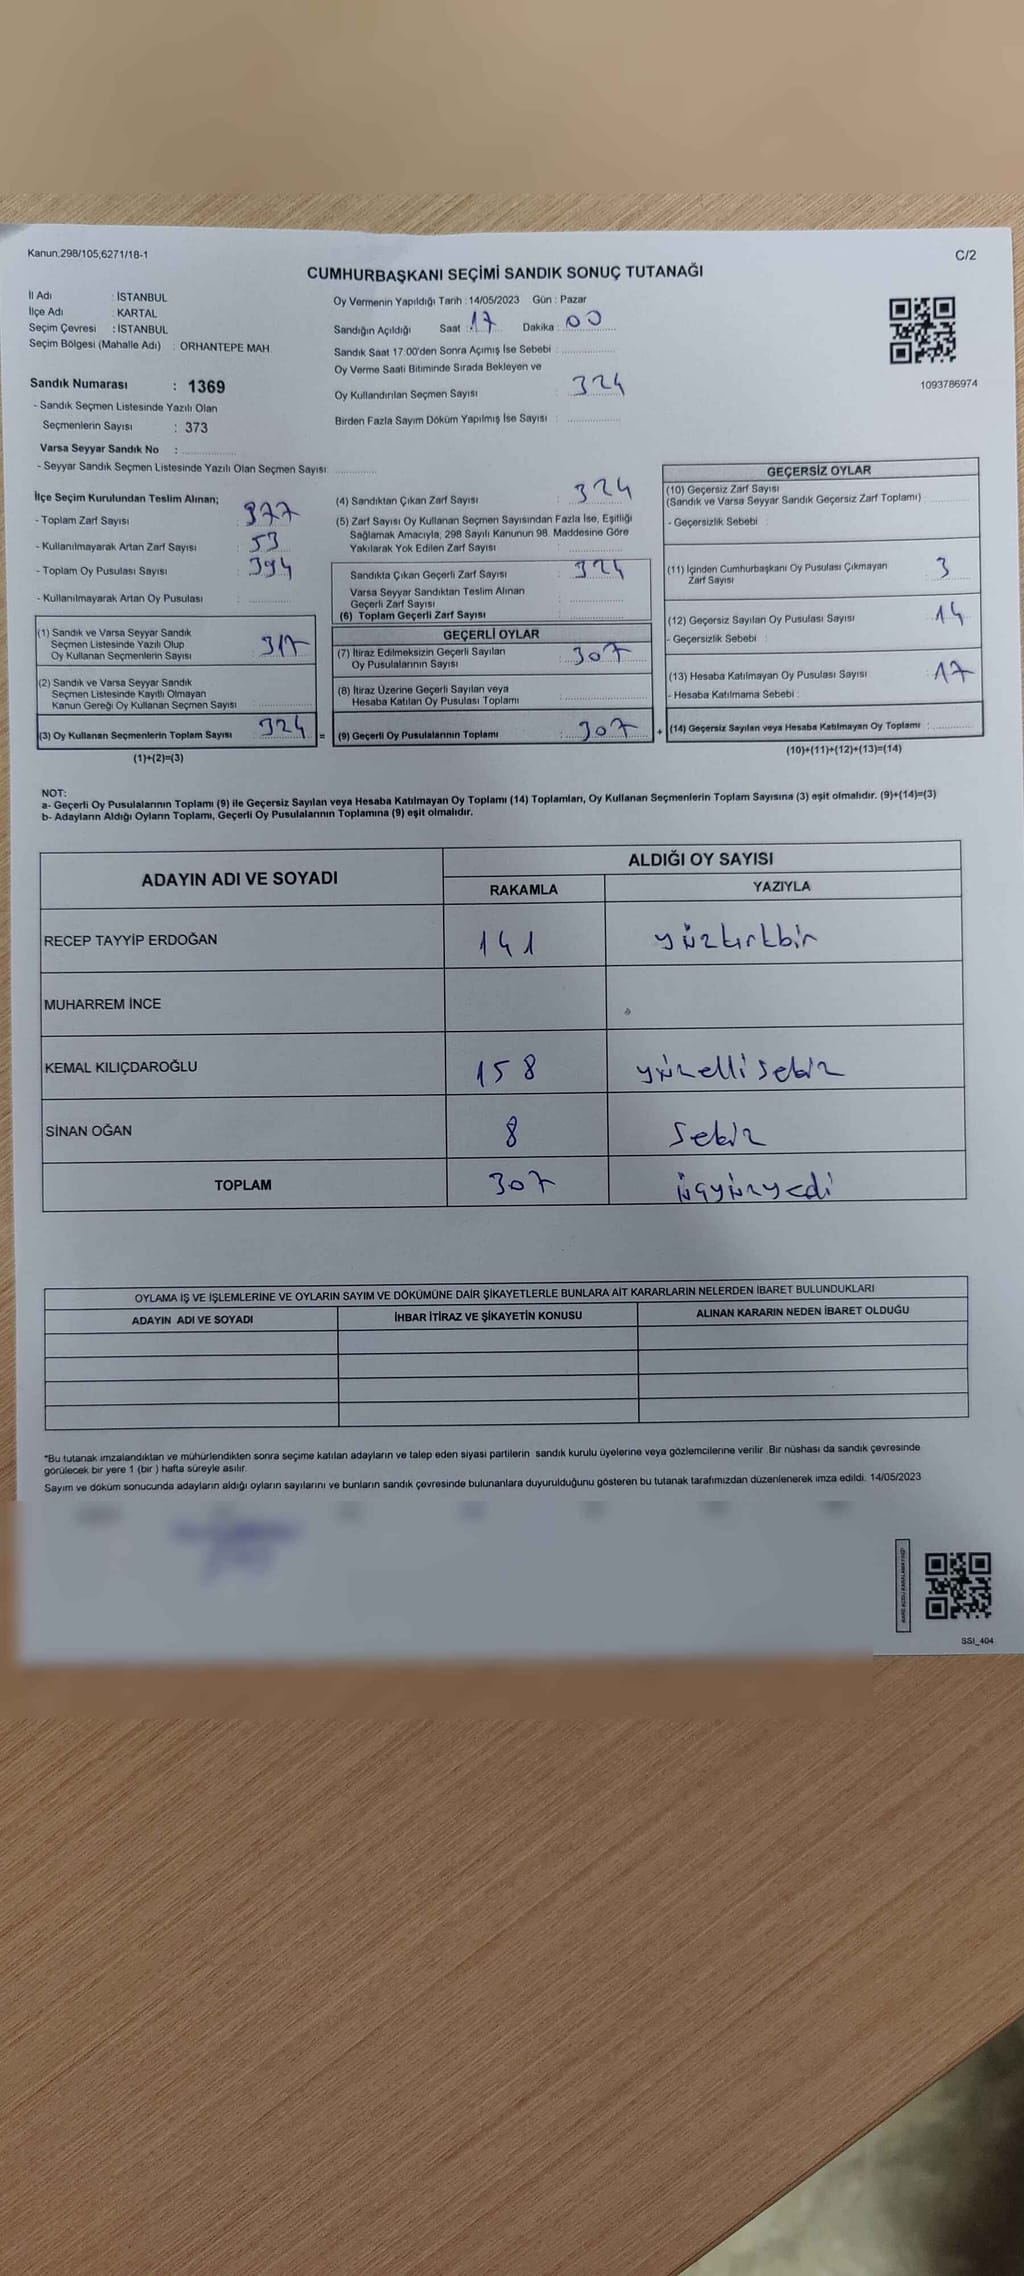 Kanun,298/105,6271/18-1
C/2
CUMHURBAŞKANI SEÇİMİ SANDIK SONUÇ TUTANAĞI
İl Adı : İSTANBUL
İlçe Adı : KARTAL
Seçim Çevresi : İSTANBUL
Seçim Bölgesi (Mahalle Adı) : ORHANTEPE MAH.
Sandık Numarası : 1369
- Sandık Seçmen Listesinde Yazılı Olan
Seçmenlerin Sayısı : 373
Varsa Seyyar Sandık No :
- Seyyar Sandık Seçmen Listesinde Yazılı Olan Seçmen Sayısı
Oy Vermenin Yapıldığı Tarih : 14/05/2023 Gün : Pazar
Sandığın Açıldığı Saat : 17 Dakika : 00
Sandık Saat 17:00'den Sonra Açımış İse Sebebi :
Oy Verme Saati Bitiminde Sırada Bekleyen ve
Oy Kullandırılan Seçmen Sayısı : 324
Birden Fazla Sayım Döküm Yapılmış İse Sayısı :
1093786974
İlçe Seçim Kurulundan Teslim Alınan;
- Toplam Zarf Sayısı : 377
- Kullanılmayarak Artan Zarf Sayısı : 53
- Toplam Oy Pusulası Sayısı : 394
- Kullanılmayarak Artan Oy Pusulası :
(1) Sandık ve Varsa Seyyar Sandık
Seçmen Listesinde Yazılı Olup
Oy Kullanan Seçmenlerin Sayısı : 317
(2) Sandık ve Varsa Seyyar Sandık
Seçmen Listesinde Kayıtlı Olmayan
Kanun Gereği Oy Kullanan Seçmen Sayısı
(3) Oy Kullanan Seçmenlerin Toplam Sayısı : 324 =
(1)+(2)=(3)
(4) Sandıktan Çıkan Zarf Sayısı : 324
(5) Zarf Sayısı Oy Kullanan Seçmen Sayısından Fazla İse, Eşitliği
Sağlamak Amacıyla, 298 Sayılı Kanunun 98. Maddesine Göre
Yakılarak Yok Edilen Zarf Sayısı :
Sandıkta Çıkan Geçerli Zarf Sayısı : 324
Varsa Seyyar Sandıktan Teslim Alınan
Geçerli Zarf Sayısı :
(6) Toplam Geçerli Zarf Sayısı :
GEÇERLİ OYLAR
(7) İtiraz Edilmeksizin Geçerli Sayılan
Oy Pusulalarının Sayısı : 307
(8) İtiraz Üzerine Geçerli Sayılan veya
Hesaba Katılan Oy Pusulası Toplamı :
(9) Geçerli Oy Pusulalarının Toplamı : 307 +
GEÇERSİZ OYLAR
(10) Geçersiz Zarf Sayısı
(Sandık ve Varsa Seyyar Sandık Geçersiz Zarf Toplamı) :
- Geçersizlik Sebebi :
(11) İçinden Cumhurbaşkanı Oy Pusulası Çıkmayan
Zarf Sayısı : 3
(12) Geçersiz Sayılan Oy Pusulası Sayısı : 14
- Geçersizlik Sebebi :
(13) Hesaba Katılmayan Oy Pusulası Sayısı : 17
- Hesaba Katılmama Sebebi :
(14) Geçersiz Sayılan veya Hesaba Katılmayan Oy Toplamı :
(10)+(11)+(12)+(13)=(14)
NOT:
a- Geçerli Oy Pusulalarının Toplamı (9) ile Geçersiz Sayılan veya Hesaba Katılmayan Oy Toplamı (14) Toplamları, Oy Kullanan Seçmenlerin Toplam Sayısına (3) eşit olmalıdır. (9)+(14)=(3)
b- Adayların Aldığı Oyların Toplamı, Geçerli Oy Pusulalarının Toplamına (9) eşit olmalıdır.
ADAYIN ADI VE SOYADI
ALDIĞI OY SAYISI
RAKAMLA YAZIYLA
RECEP TAYYİP ERDOĞAN 141 yüzkırkbir
MUHARREM İNCE
KEMAL KILIÇDAROĞLU 158 yüzellisekiz
SİNAN OĞAN 8 sekiz
TOPLAM 307 üçyüzyedi
OYLAMA İŞ VE İŞLEMLERİNE VE OYLARIN SAYIM VE DÖKÜMÜNE DAİR ŞİKAYETLERLE BUNLARA AİT KARARLARIN NELERDEN İBARET BULUNDUKLARI
ADAYIN ADI VE SOYADI İHBAR İTİRAZ VE ŞİKAYETİN KONUSU ALINAN KARARIN NEDEN İBARET OLDUĞU
*Bu tutanak imzalandıktan ve mühürlendikten sonra seçime katılan adayların ve talep eden siyasi partilerin sandık kurulu üyelerine veya gözlemcilerine verilir. Bir nüshası da sandık çevresinde
görülecek bir yere 1 (bir ) hafta süreyle asılır.
Sayım ve döküm sonucunda adayların aldığı oyların sayılarını ve bunların sandık çevresinde bulunanlara duyurulduğunu gösteren bu tutanak tarafımızdan düzenlenerek imza edildi. 14/05/2023
SSI_404